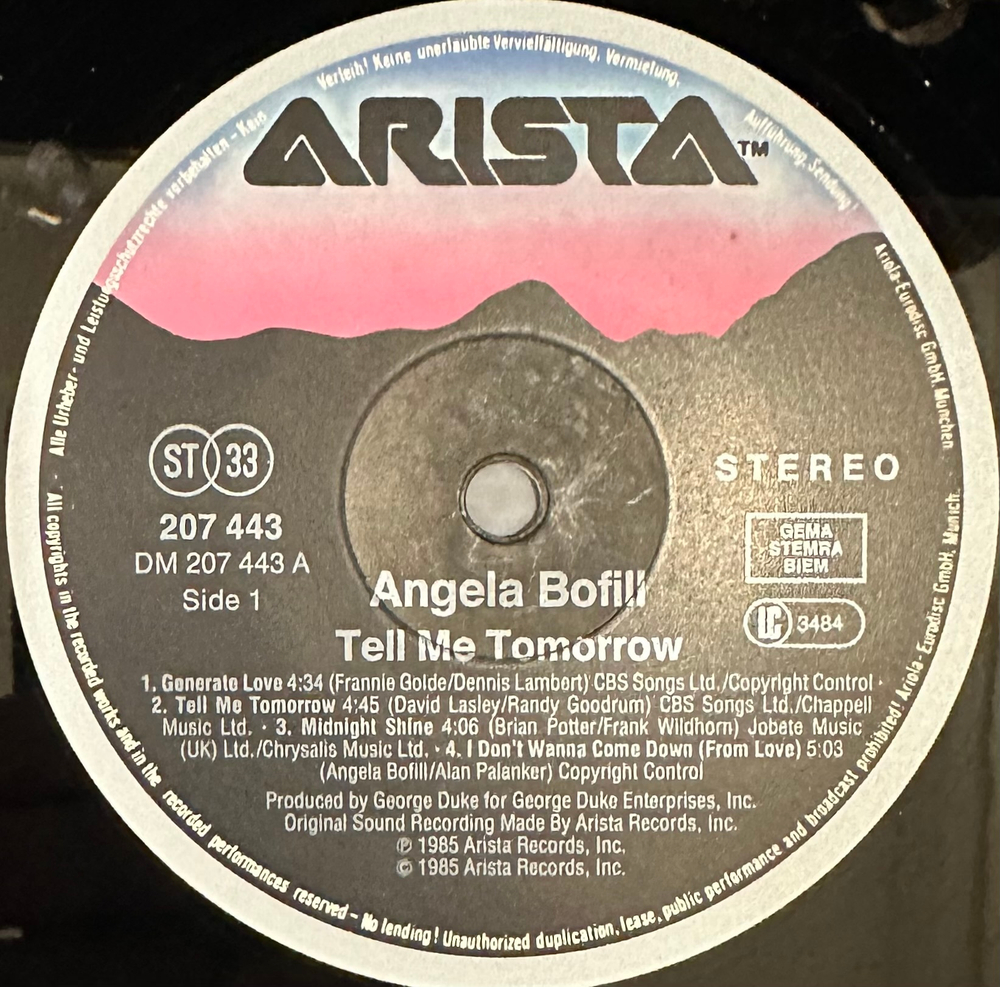 Alle Urheber- und Leistungsschutzrechte vorbehalten - Kein Verleih! Keine unerlaubte Vervielfältigung, Vermietung, Aufführung, Sendung!
ARISTA™
Ariola-Eurodisc GmbH, München
ST 33
STEREO
207 443
DM 207 443 A
Side 1
GEMA
STEMRA
BIEM
LC 3484
Angela Bofill
Tell Me Tomorrow
1. Generate Love 4:34 (Frannie Golde/Dennis Lambert) CBS Songs Ltd./Copyright Control ·
2. Tell Me Tomorrow 4:45 (David Lasley/Randy Goodrum) CBS Songs Ltd./Chappell
Music Ltd. · 3. Midnight Shine 4:06 (Brian Potter/Frank Wildhorn) Jobete Music
(UK) Ltd./Chrysalis Music Ltd. · 4. I Don't Wanna Come Down (From Love) 5:03
(Angela Bofill/Alan Palanker) Copyright Control
Produced by George Duke for George Duke Enterprises, Inc.
Original Sound Recording Made By Arista Records, Inc.
℗ 1985 Arista Records, Inc.
© 1985 Arista Records, Inc.
All copyrights in the recorded works and in the recorded performances reserved - No lending! Unauthorized duplication, lease, public performance and broadcast prohibited! Ariola-Eurodisc GmbH, Munich.